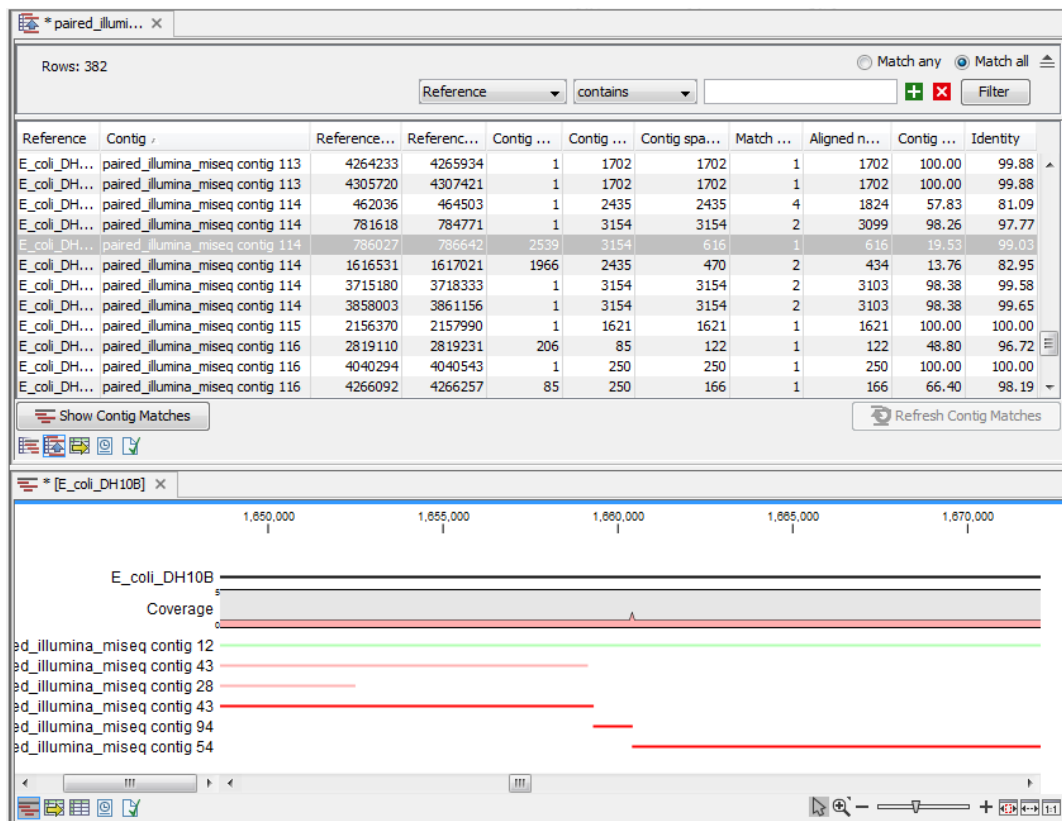 * paired_illumi...
Rows: 382
Match any Match all
Reference contains Filter
Reference Contig Reference... Referenc... Contig ... Contig ... Contig spa... Match ... Aligned n... Contig ... Identity
E_coli_DH... paired_illumina_miseq contig 113 4264233 4265934 1 1702 1702 1 1702 100.00 99.88
E_coli_DH... paired_illumina_miseq contig 113 4305720 4307421 1 1702 1702 1 1702 100.00 99.88
E_coli_DH... paired_illumina_miseq contig 114 462036 464503 1 2435 2435 4 1824 57.83 81.09
E_coli_DH... paired_illumina_miseq contig 114 781618 784771 1 3154 3154 2 3099 98.26 97.77
E_coli_DH... paired_illumina_miseq contig 114 786027 786642 2539 3154 616 1 616 19.53 99.03
E_coli_DH... paired_illumina_miseq contig 114 1616531 1617021 1966 2435 470 2 434 13.76 82.95
E_coli_DH... paired_illumina_miseq contig 114 3715180 3718333 1 3154 3154 2 3103 98.38 99.58
E_coli_DH... paired_illumina_miseq contig 114 3858003 3861156 1 3154 3154 2 3103 98.38 99.65
E_coli_DH... paired_illumina_miseq contig 115 2156370 2157990 1 1621 1621 1 1621 100.00 100.00
E_coli_DH... paired_illumina_miseq contig 116 2819110 2819231 206 85 122 1 122 48.80 96.72
E_coli_DH... paired_illumina_miseq contig 116 4040294 4040543 1 250 250 1 250 100.00 100.00
E_coli_DH... paired_illumina_miseq contig 116 4266092 4266257 85 250 166 1 166 66.40 98.19
Show Contig Matches Refresh Contig Matches
* [E_coli_DH10B]
1,650,000 1,655,000 1,660,000 1,665,000 1,670,000
E_coli_DH10B
5
Coverage
0
ed_illumina_miseq contig 12
ed_illumina_miseq contig 43
ed_illumina_miseq contig 28
ed_illumina_miseq contig 43
ed_illumina_miseq contig 94
ed_illumina_miseq contig 54
1:1